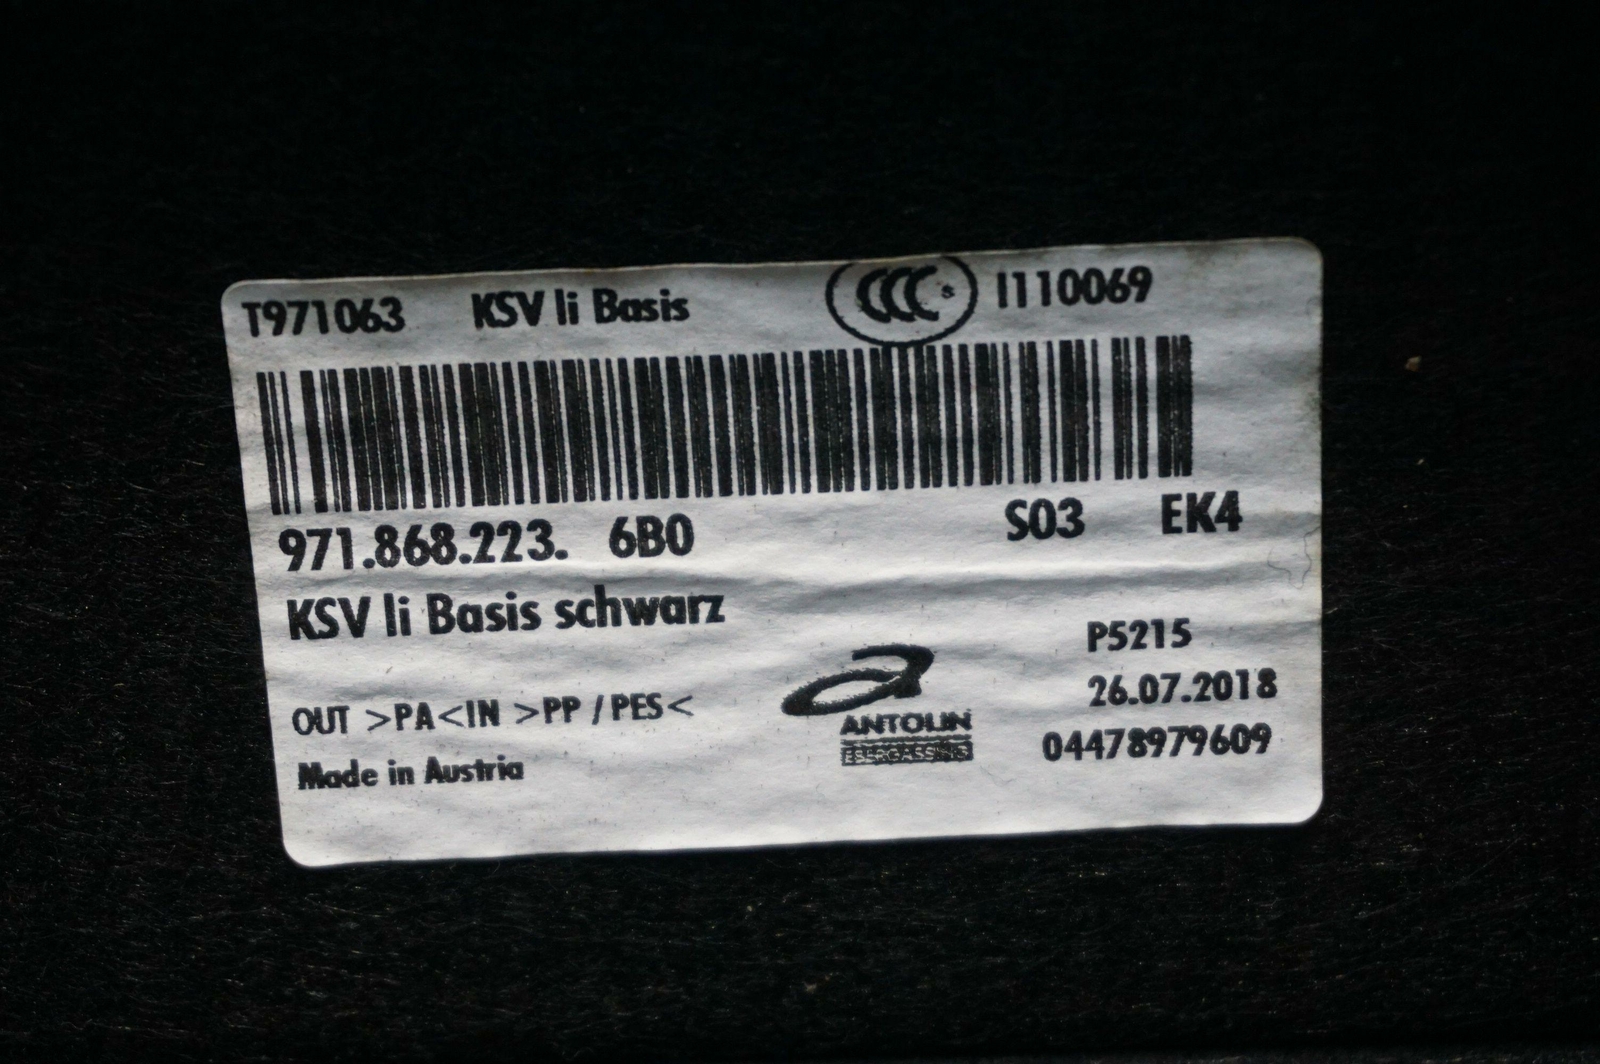 T971063 KSV li Basis CCC S I110069
971.868.223. 6B0 S03 EK4
KSV li Basis schwarz
P5215
OUT >PA<IN >PP / PES<
26.07.2018
ANTOLIN
EBERGASSING
04478979609
Made in Austria